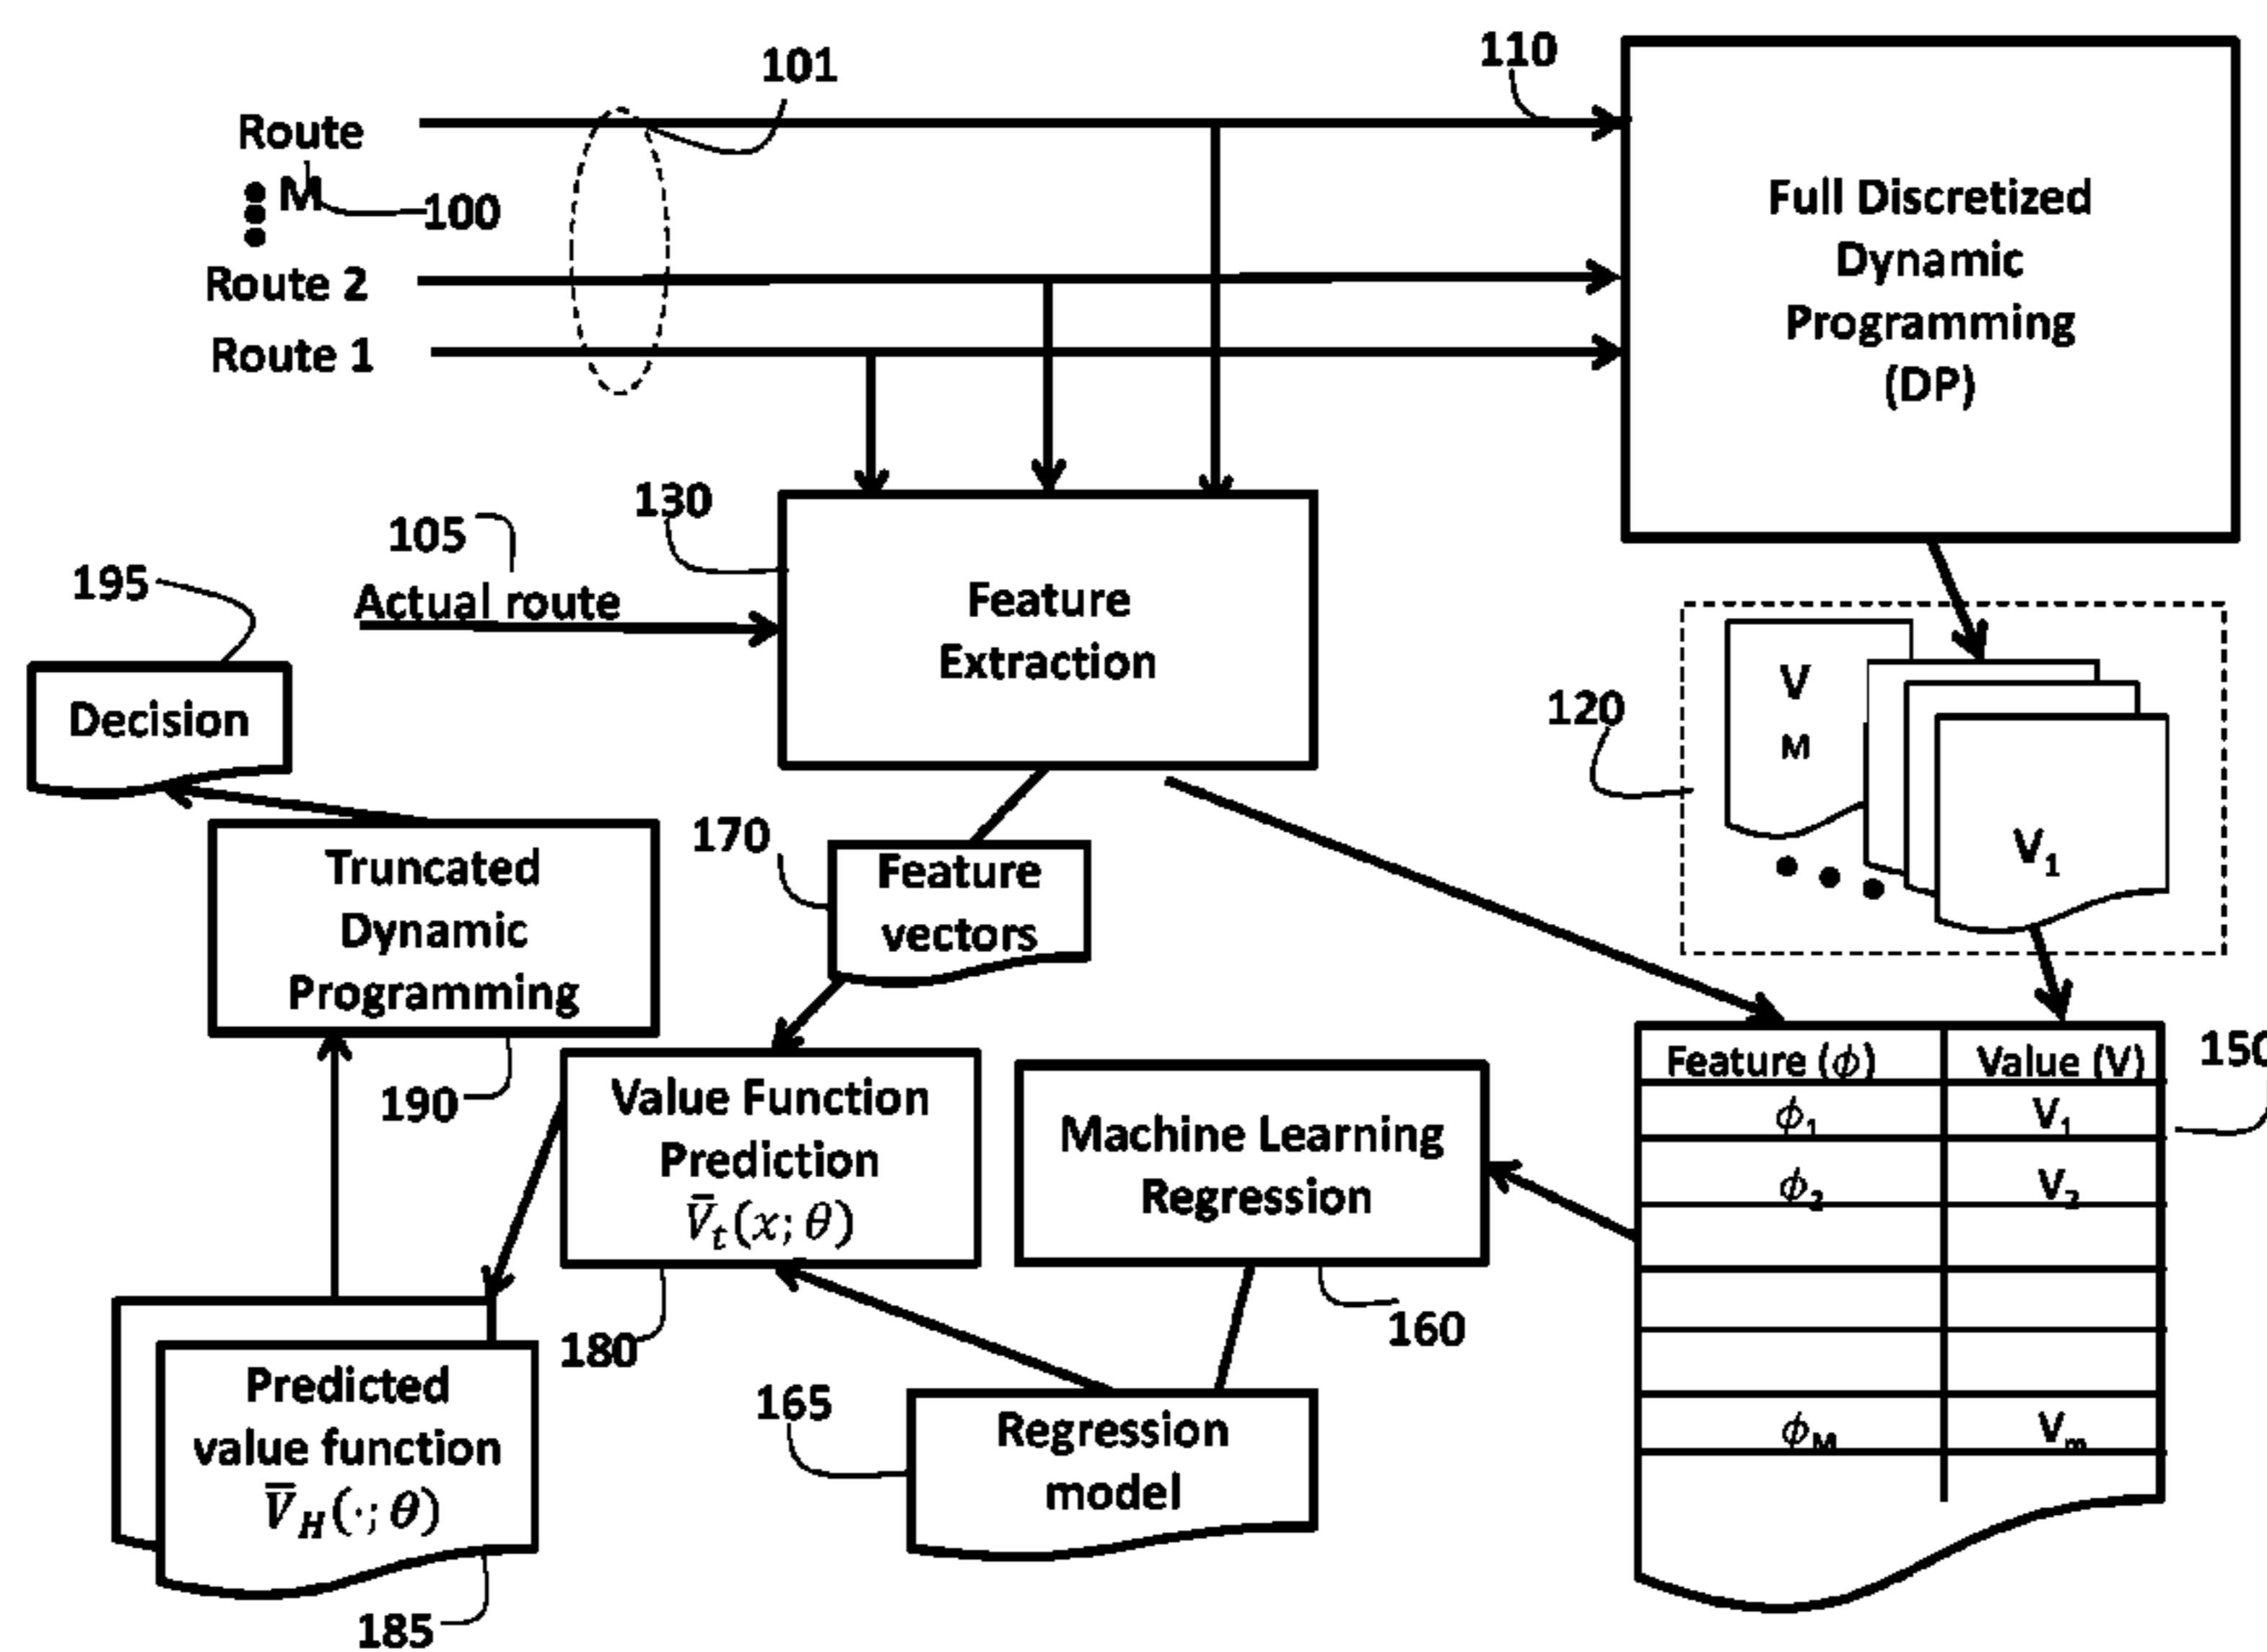 101
110
Route
M
100
Route 2
Route 1
Full Discretized
Dynamic
Programming
(DP)
130
105
Actual route
Feature
Extraction
195
Decision
120
V
M
V₁
170
Feature
vectors
Truncated
Dynamic
Programming
190
Value Function
Prediction
V̅ₜ(x; θ)
180
Machine Learning
Regression
160
Feature (ϕ)
Value (V)
150
ϕ₁
V₁
ϕ₂
V₂
ϕ_M
Vₘ
165
Regression
model
Predicted
value function
V̅_H(·; θ)
185